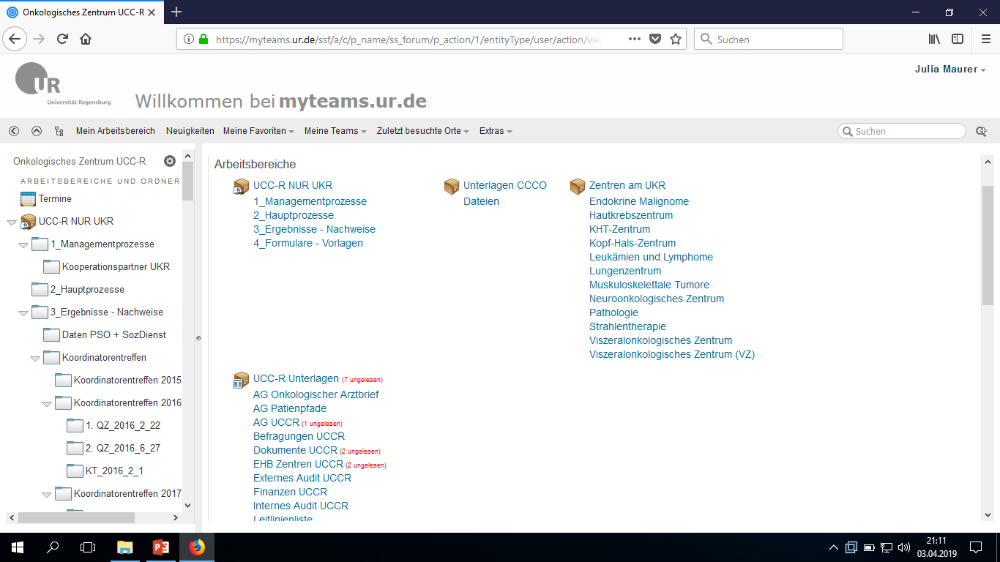 Onkologisches Zentrum UCC-R
https://myteams.ur.de/ssf/a/c/p_name/ss_forum/p_action/1/entityType/user/action/vie
Suchen
UR
Universität Regensburg
Willkommen bei myteams.ur.de
Julia Maurer
Mein Arbeitsbereich Neuigkeiten Meine Favoriten Meine Teams Zuletzt besuchte Orte Extras
Suchen
Onkologisches Zentrum UCC-R
ARBEITSBEREICHE UND ORDNER
Termine
UCC-R NUR UKR
1_Managementprozesse
Kooperationspartner UKR
2_Hauptprozesse
3_Ergebnisse - Nachweise
Daten PSO + SozDienst
Koordinatorentreffen
Koordinatorentreffen 2015
Koordinatorentreffen 2016
1. QZ_2016_2_22
2. QZ_2016_6_27
KT_2016_2_1
Koordinatorentreffen 2017
Arbeitsbereiche
UCC-R NUR UKR
1_Managementprozesse
2_Hauptprozesse
3_Ergebnisse - Nachweise
4_Formulare - Vorlagen
Unterlagen CCCO
Dateien
Zentren am UKR
Endokrine Malignome
Hautkrebszentrum
KHT-Zentrum
Kopf-Hals-Zentrum
Leukämien und Lymphome
Lungenzentrum
Muskuloskelettale Tumore
Neuroonkologisches Zentrum
Pathologie
Strahlentherapie
Viszeralonkologisches Zentrum
Viszeralonkologisches Zentrum (VZ)
UCC-R Unterlagen (7 ungelesen)
AG Onkologischer Arztbrief
AG Patienpfade
AG UCCR (1 ungelesen)
Befragungen UCCR
Dokumente UCCR (2 ungelesen)
EHB Zentren UCCR (2 ungelesen)
Externes Audit UCCR
Finanzen UCCR
Internes Audit UCCR
Leitlinienliste
21:11
03.04.2019